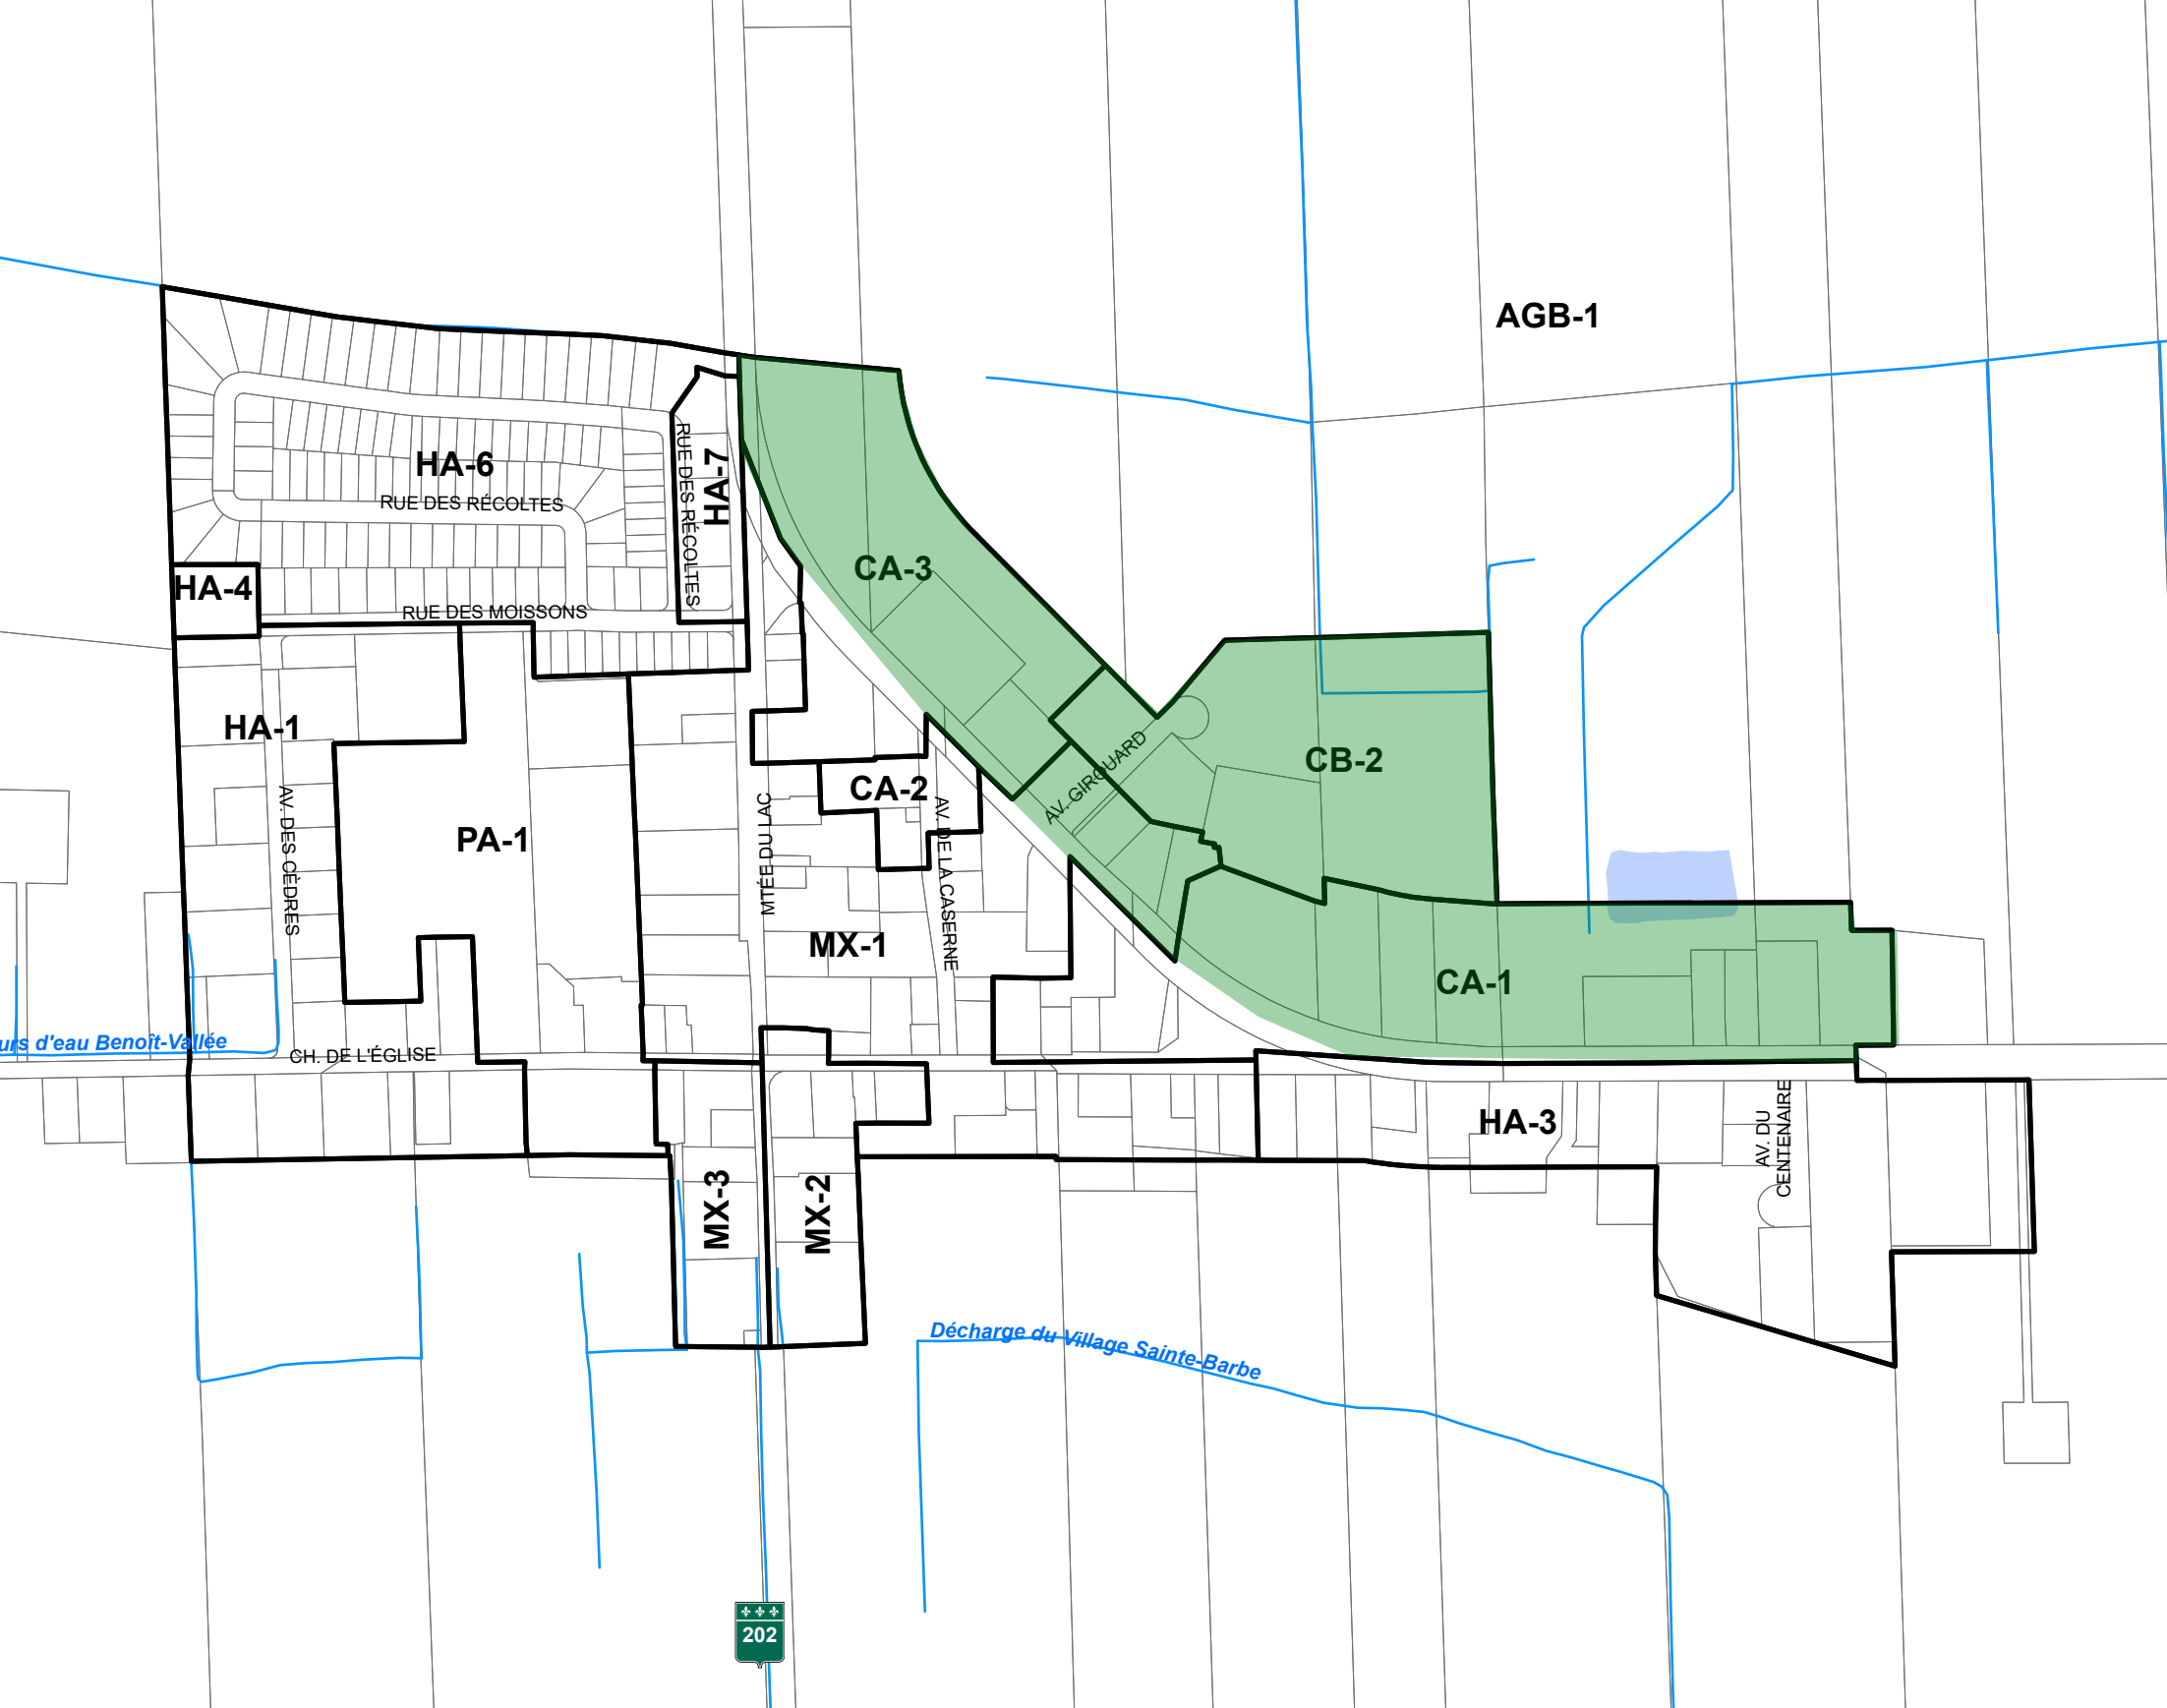 AGB-1
HA-6
RUE DES RÉCOLTES
HA-7
RUE DES RÉCOLTES
CA-3
HA-4
RUE DES MOISSONS
HA-1
CB-2
AV. GIROUARD
CA-2
PA-1
AV. DES CÈDRES
MTÉE DU LAC
AV. DE LA CASERNE
MX-1
CA-1
urs d'eau Benoît-Vallée
CH. DE L'ÉGLISE
HA-3
AV. DU
CENTENAIRE
MX-3
MX-2
Décharge du Village Sainte-Barbe
202